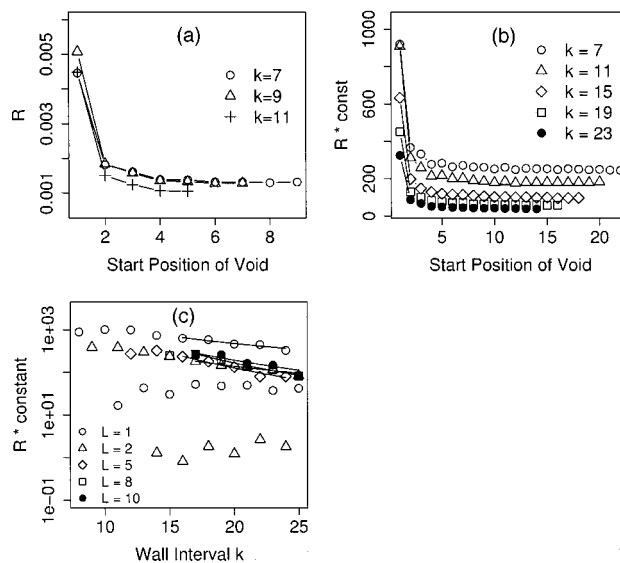 (a)
R
0.001
0.003
0.005
k=7
k=9
k=11
2
4
6
8
Start Position of Void
(b)
R * const
0
200
600
1000
k = 7
k = 11
k = 15
k = 19
k = 23
5
10
15
20
Start Position of Void
(c)
R * constant
1e-01
1e+01
1e+03
L = 1
L = 2
L = 5
L = 8
L = 10
10
15
20
25
Wall Interval k